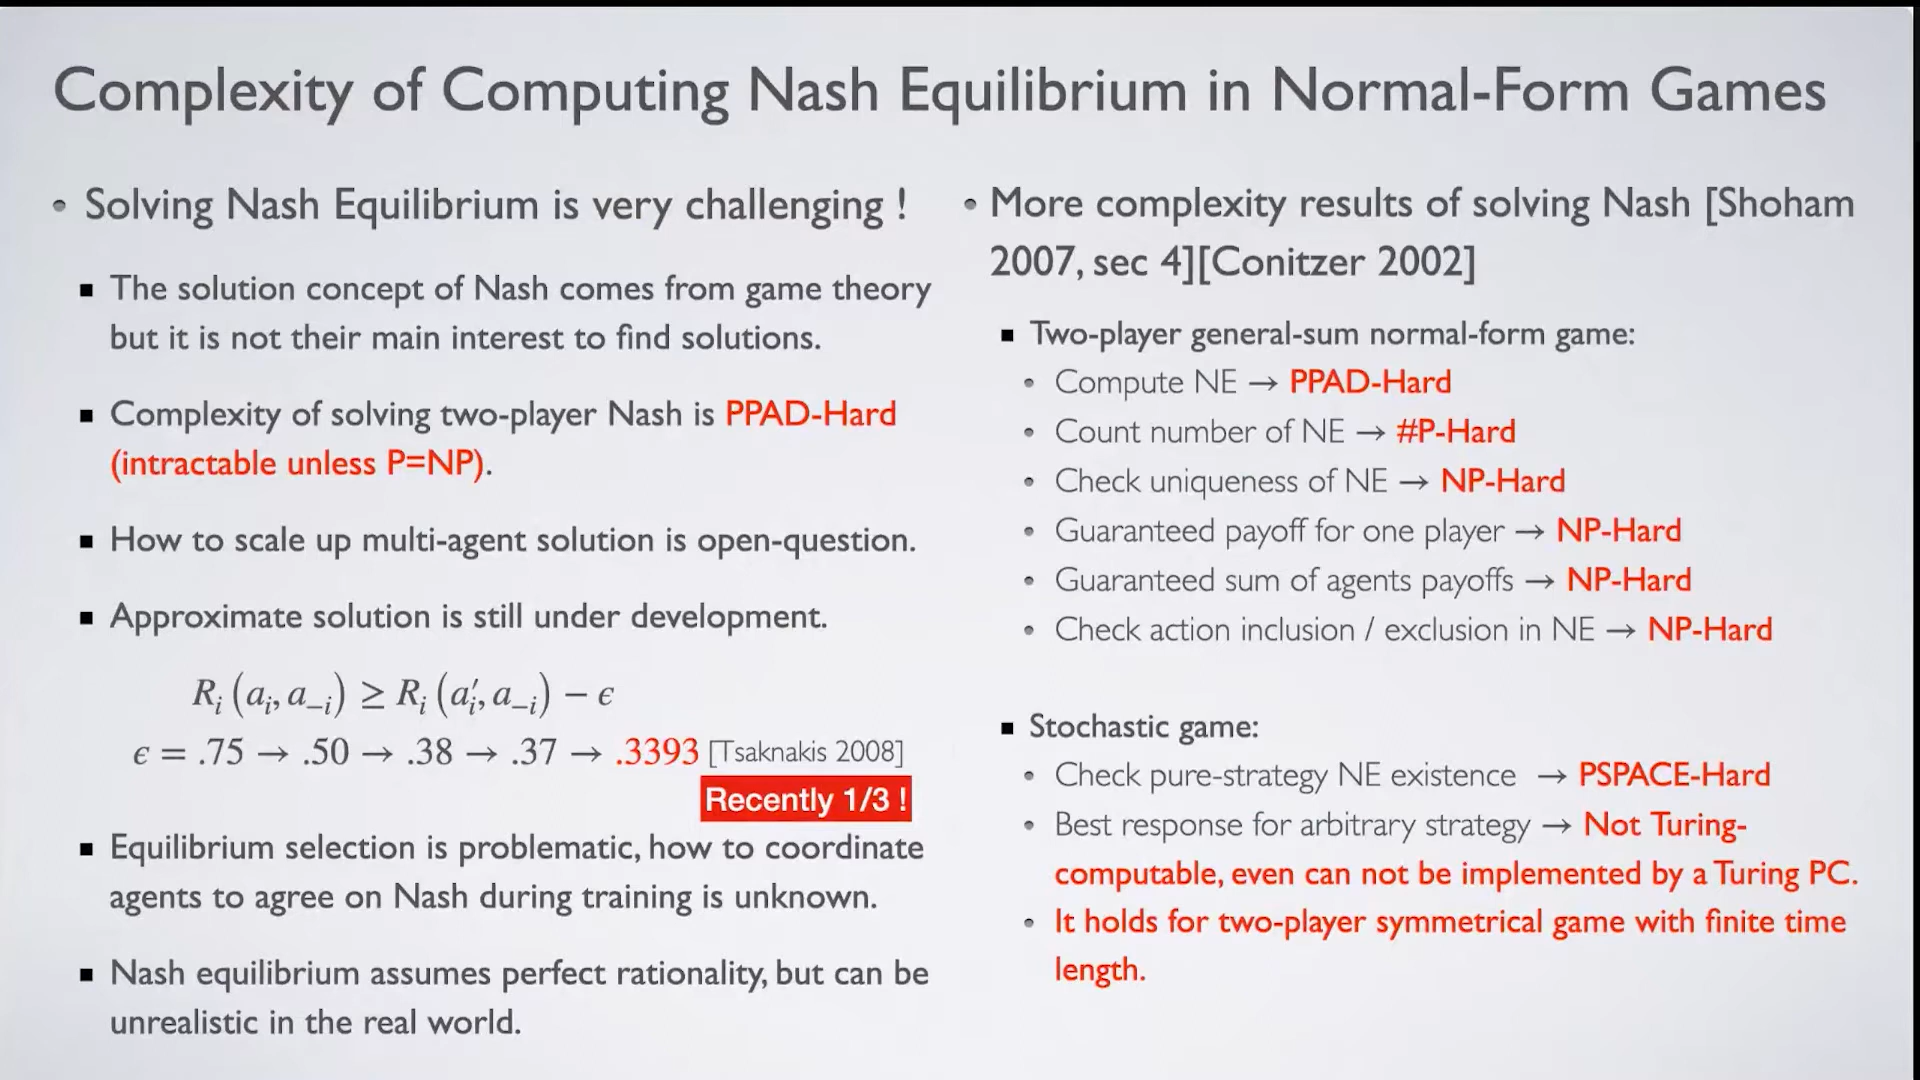 Complexity of Computing Nash Equilibrium in Normal-Form Games
• Solving Nash Equilibrium is very challenging !
▪ The solution concept of Nash comes from game theory
but it is not their main interest to find solutions.
▪ Complexity of solving two-player Nash is PPAD-Hard
(intractable unless P=NP).
▪ How to scale up multi-agent solution is open-question.
▪ Approximate solution is still under development.
R_i (a_i, a_{-i}) ≥ R_i (a'_i, a_{-i}) − ϵ
ϵ = .75 → .50 → .38 → .37 → .3393 [Tsaknakis 2008]
Recently 1/3 !
▪ Equilibrium selection is problematic, how to coordinate
agents to agree on Nash during training is unknown.
▪ Nash equilibrium assumes perfect rationality, but can be
unrealistic in the real world.
• More complexity results of solving Nash [Shoham
2007, sec 4][Conitzer 2002]
▪ Two-player general-sum normal-form game:
• Compute NE → PPAD-Hard
• Count number of NE → #P-Hard
• Check uniqueness of NE → NP-Hard
• Guaranteed payoff for one player → NP-Hard
• Guaranteed sum of agents payoffs → NP-Hard
• Check action inclusion / exclusion in NE → NP-Hard
▪ Stochastic game:
• Check pure-strategy NE existence → PSPACE-Hard
• Best response for arbitrary strategy → Not Turing-
computable, even can not be implemented by a Turing PC.
• It holds for two-player symmetrical game with finite time
length.